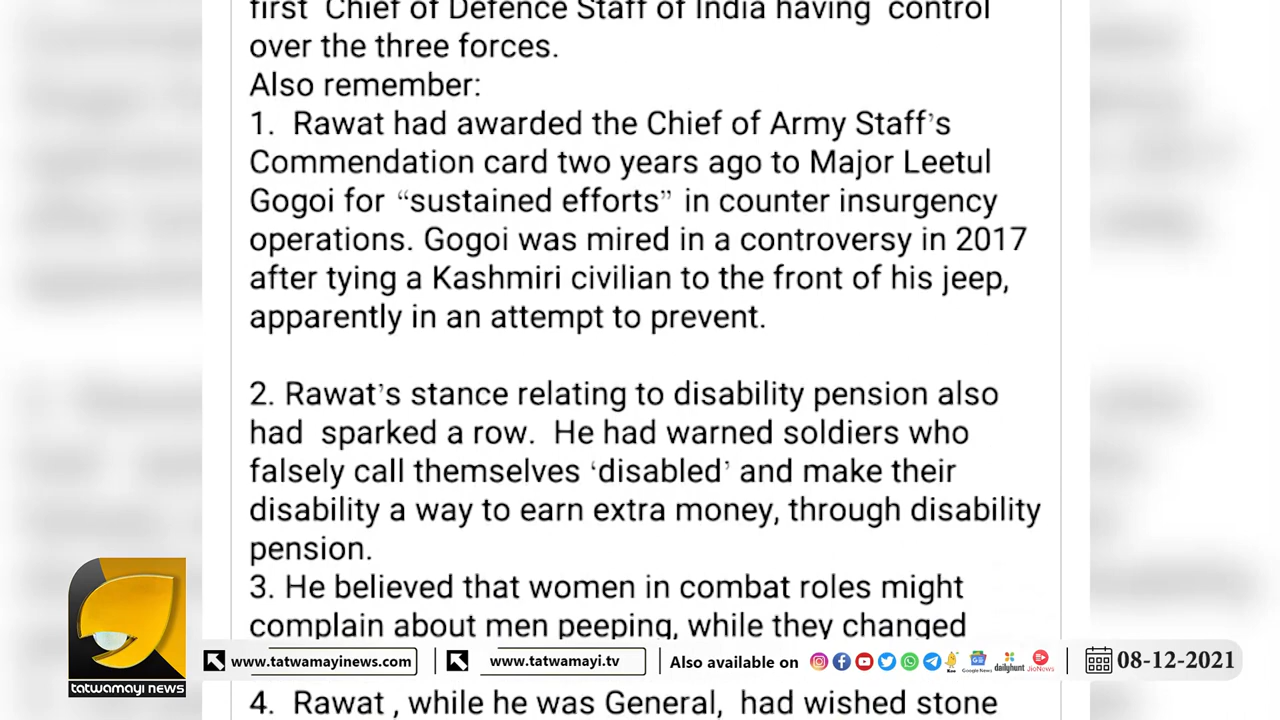 first Chief of Defence Staff of India having control
over the three forces.
Also remember:
1. Rawat had awarded the Chief of Army Staff’s
Commendation card two years ago to Major Leetul
Gogoi for “sustained efforts” in counter insurgency
operations. Gogoi was mired in a controversy in 2017
after tying a Kashmiri civilian to the front of his jeep,
apparently in an attempt to prevent.
2. Rawat’s stance relating to disability pension also
had sparked a row. He had warned soldiers who
falsely call themselves ‘disabled’ and make their
disability a way to earn extra money, through disability
pension.
3. He believed that women in combat roles might
complain about men peeping, while they changed
4. Rawat , while he was General, had wished stone
tatwamayi news
www.tatwamayinews.com
www.tatwamayi.tv
Also available on
Koo
Google News
dailyhunt
JioNews
08-12-2021